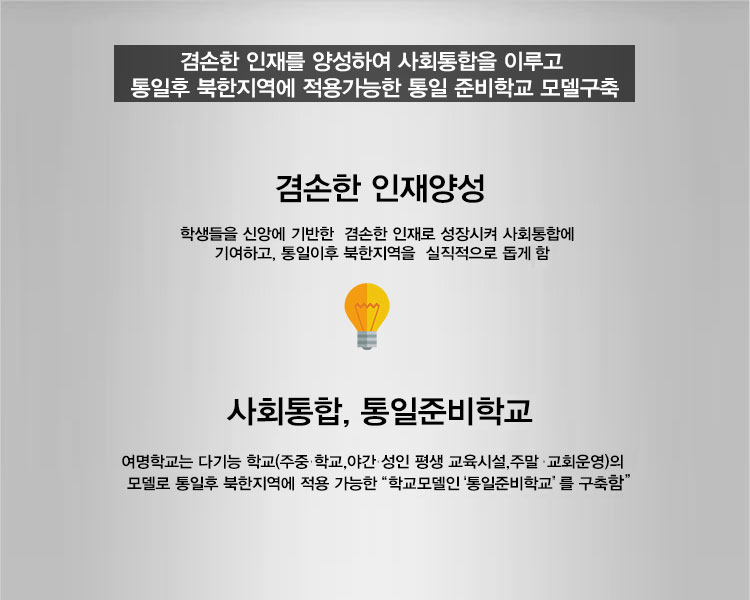 겸손한 인재를 양성하여 사회통합을 이루고
통일후 북한지역에 적용가능한 통일 준비학교 모델구축
겸손한 인재양성
학생들을 신앙에 기반한 겸손한 인재로 성장시켜 사회통합에
기여하고, 통일이후 북한지역을 실직적으로 돕게 함
사회통합, 통일준비학교
여명학교는 다기능 학교(주중·학교,야간·성인 평생 교육시설,주말·교회운영)의
모델로 통일후 북한지역에 적용 가능한 “학교모델인 ‘통일준비학교’ 를 구축함”